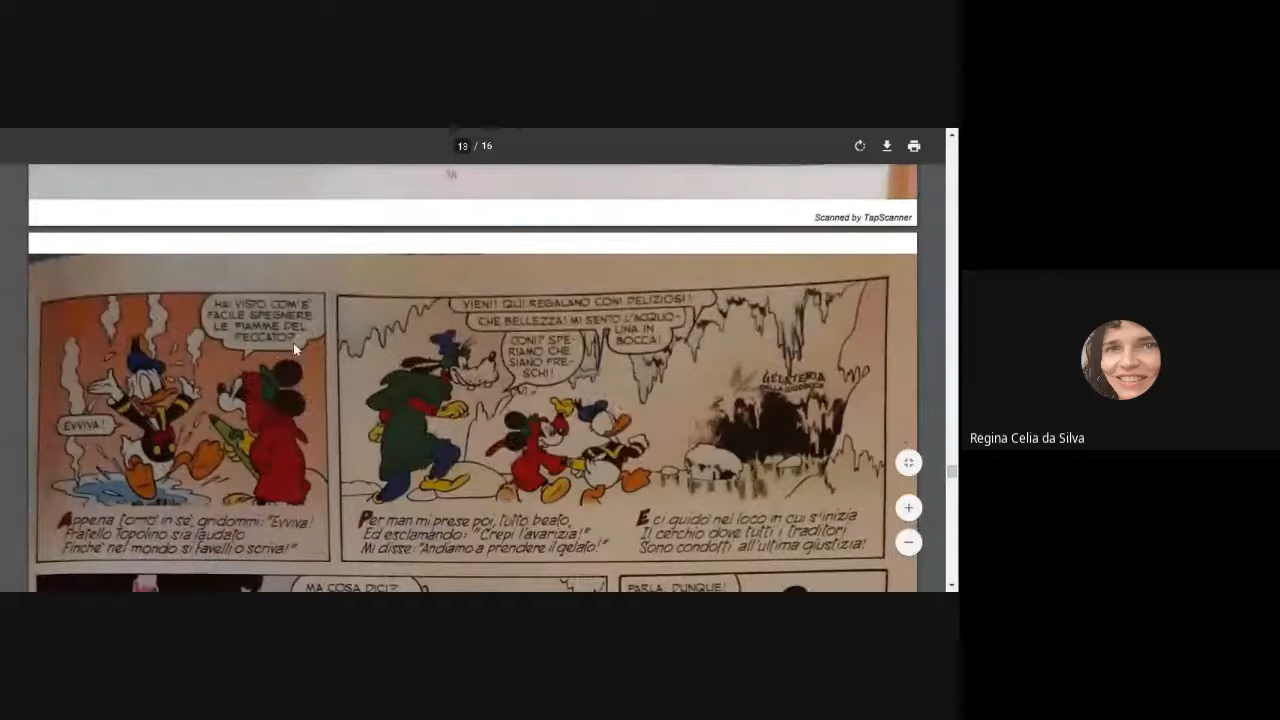 13 / 16
Scanned by TapScanner
HAI VISTO COM'E'
FACILE SPEGNERE
LE FIAMME DEL
PECCATO?
EVVIVA!
Appena tornò in sè, gridommi: "Evviva!
Fratello Topolino sia laudato
Finchè nel mondo si favelli o scriva!"
VIENI! QUI REGALANO CONI DELIZIOSI!
CHE BELLEZZA! MI SENTO L'ACQUO-
LINA IN
BOCCA!
CONI? SPE-
RIAMO CHE
SIANO FRE-
SCHI!
GELATERIA
Per man mi prese poi, tutto beato,
Ed esclamando: "Crepi l'avarizia!"
Mi disse: "Andiamo a prendere il gelato!"
E ci guidò nel loco in cui s'inizia
Il cerchio dove tutti i traditori
Sono condotti all'ultima giustizia!
MA COSA DICI?
PARLA, DUNQUE!
Regina Celia da Silva